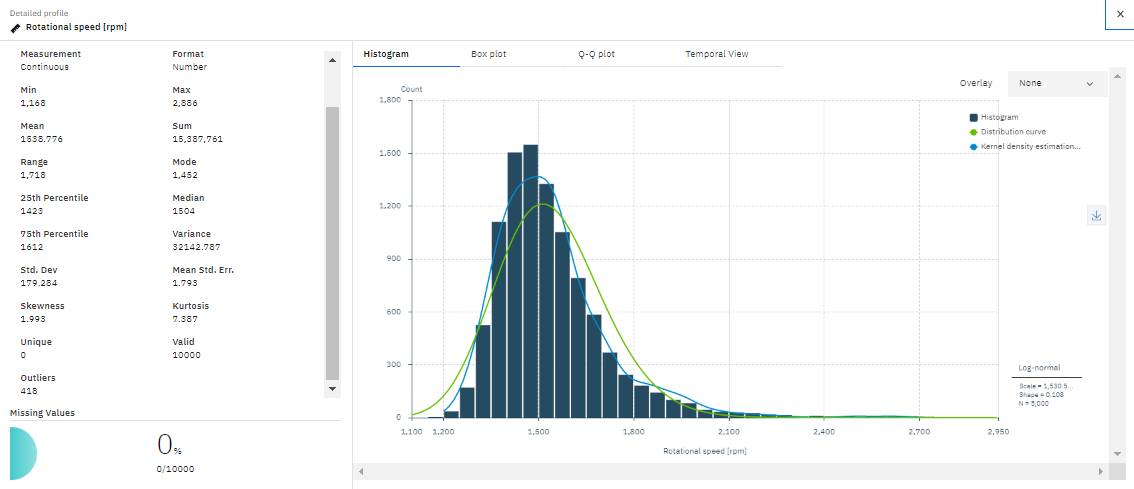 Detailed profile
Rotational speed [rpm]
Measurement Format
Continuous Number
Min Max
1,168 2,886
Mean Sum
1538.776 15,387,761
Range Mode
1,718 1,452
25th Percentile Median
1423 1504
75th Percentile Variance
1612 32142.787
Std. Dev Mean Std. Err.
179.284 1.793
Skewness Kurtosis
1.993 7.387
Unique Valid
0 10000
Outliers
418
Missing Values
0%
0/10000
Histogram Box plot Q-Q plot Temporal View
Overlay None
Count
1,800
1,500
1,200
900
600
300
0
1,100 1,200 1,500 1,800 2,100 2,400 2,700 2,950
Rotational speed [rpm]
Histogram
Distribution curve
Kernel density estimation...
Log-normal
Scale = 1,530.5...
Shape = 0.108
N = 5,000